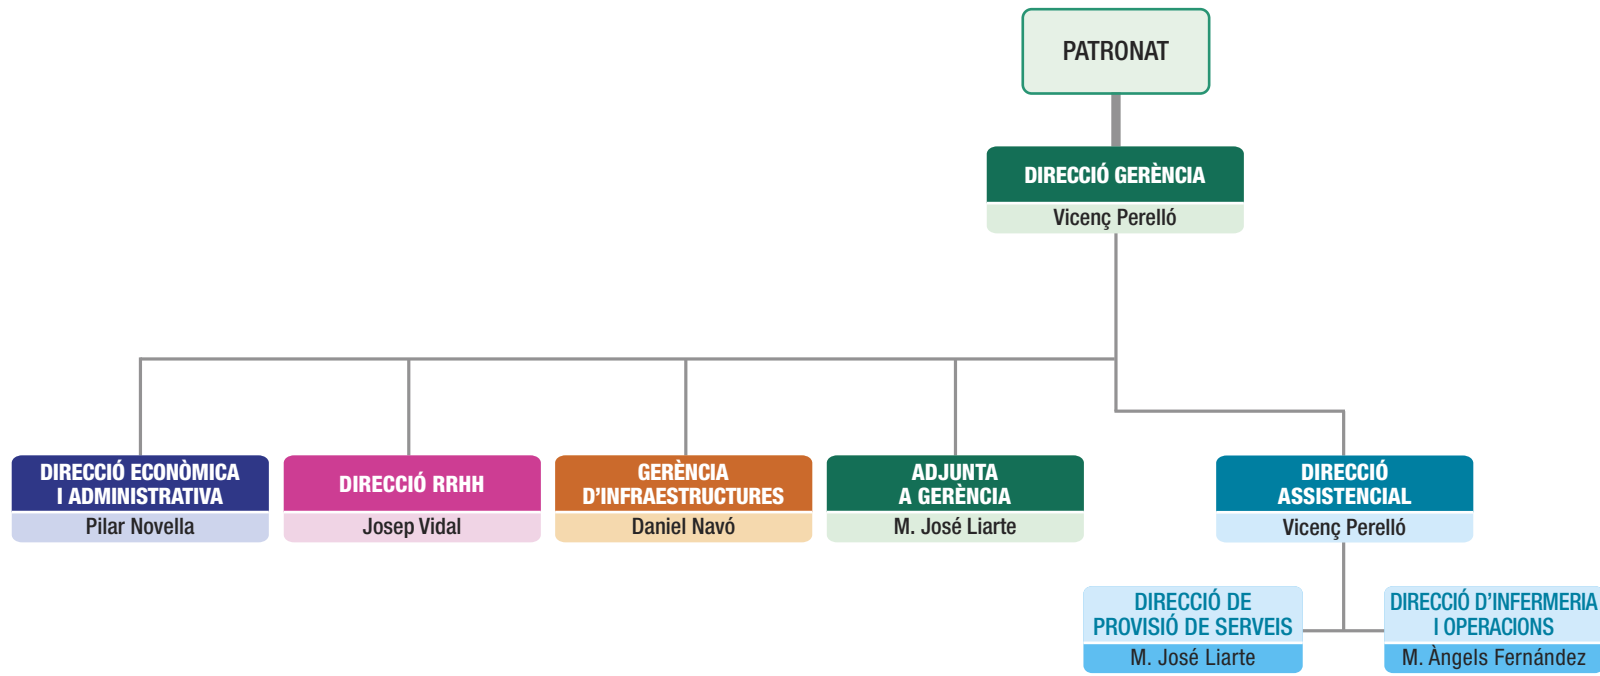 PATRONAT
DIRECCIÓ GERÈNCIA
Vicenç Perelló
DIRECCIÓ ECONÒMICA
I ADMINISTRATIVA
Pilar Novella
DIRECCIÓ RRHH
Josep Vidal
GERÈNCIA
D’INFRAESTRUCTURES
Daniel Navó
ADJUNTA
A GERÈNCIA
M. José Liarte
DIRECCIÓ
ASSISTENCIAL
Vicenç Perelló
DIRECCIÓ DE
PROVISIÓ DE SERVEIS
M. José Liarte
DIRECCIÓ D’INFERMERIA
I OPERACIONS
M. Àngels Fernández